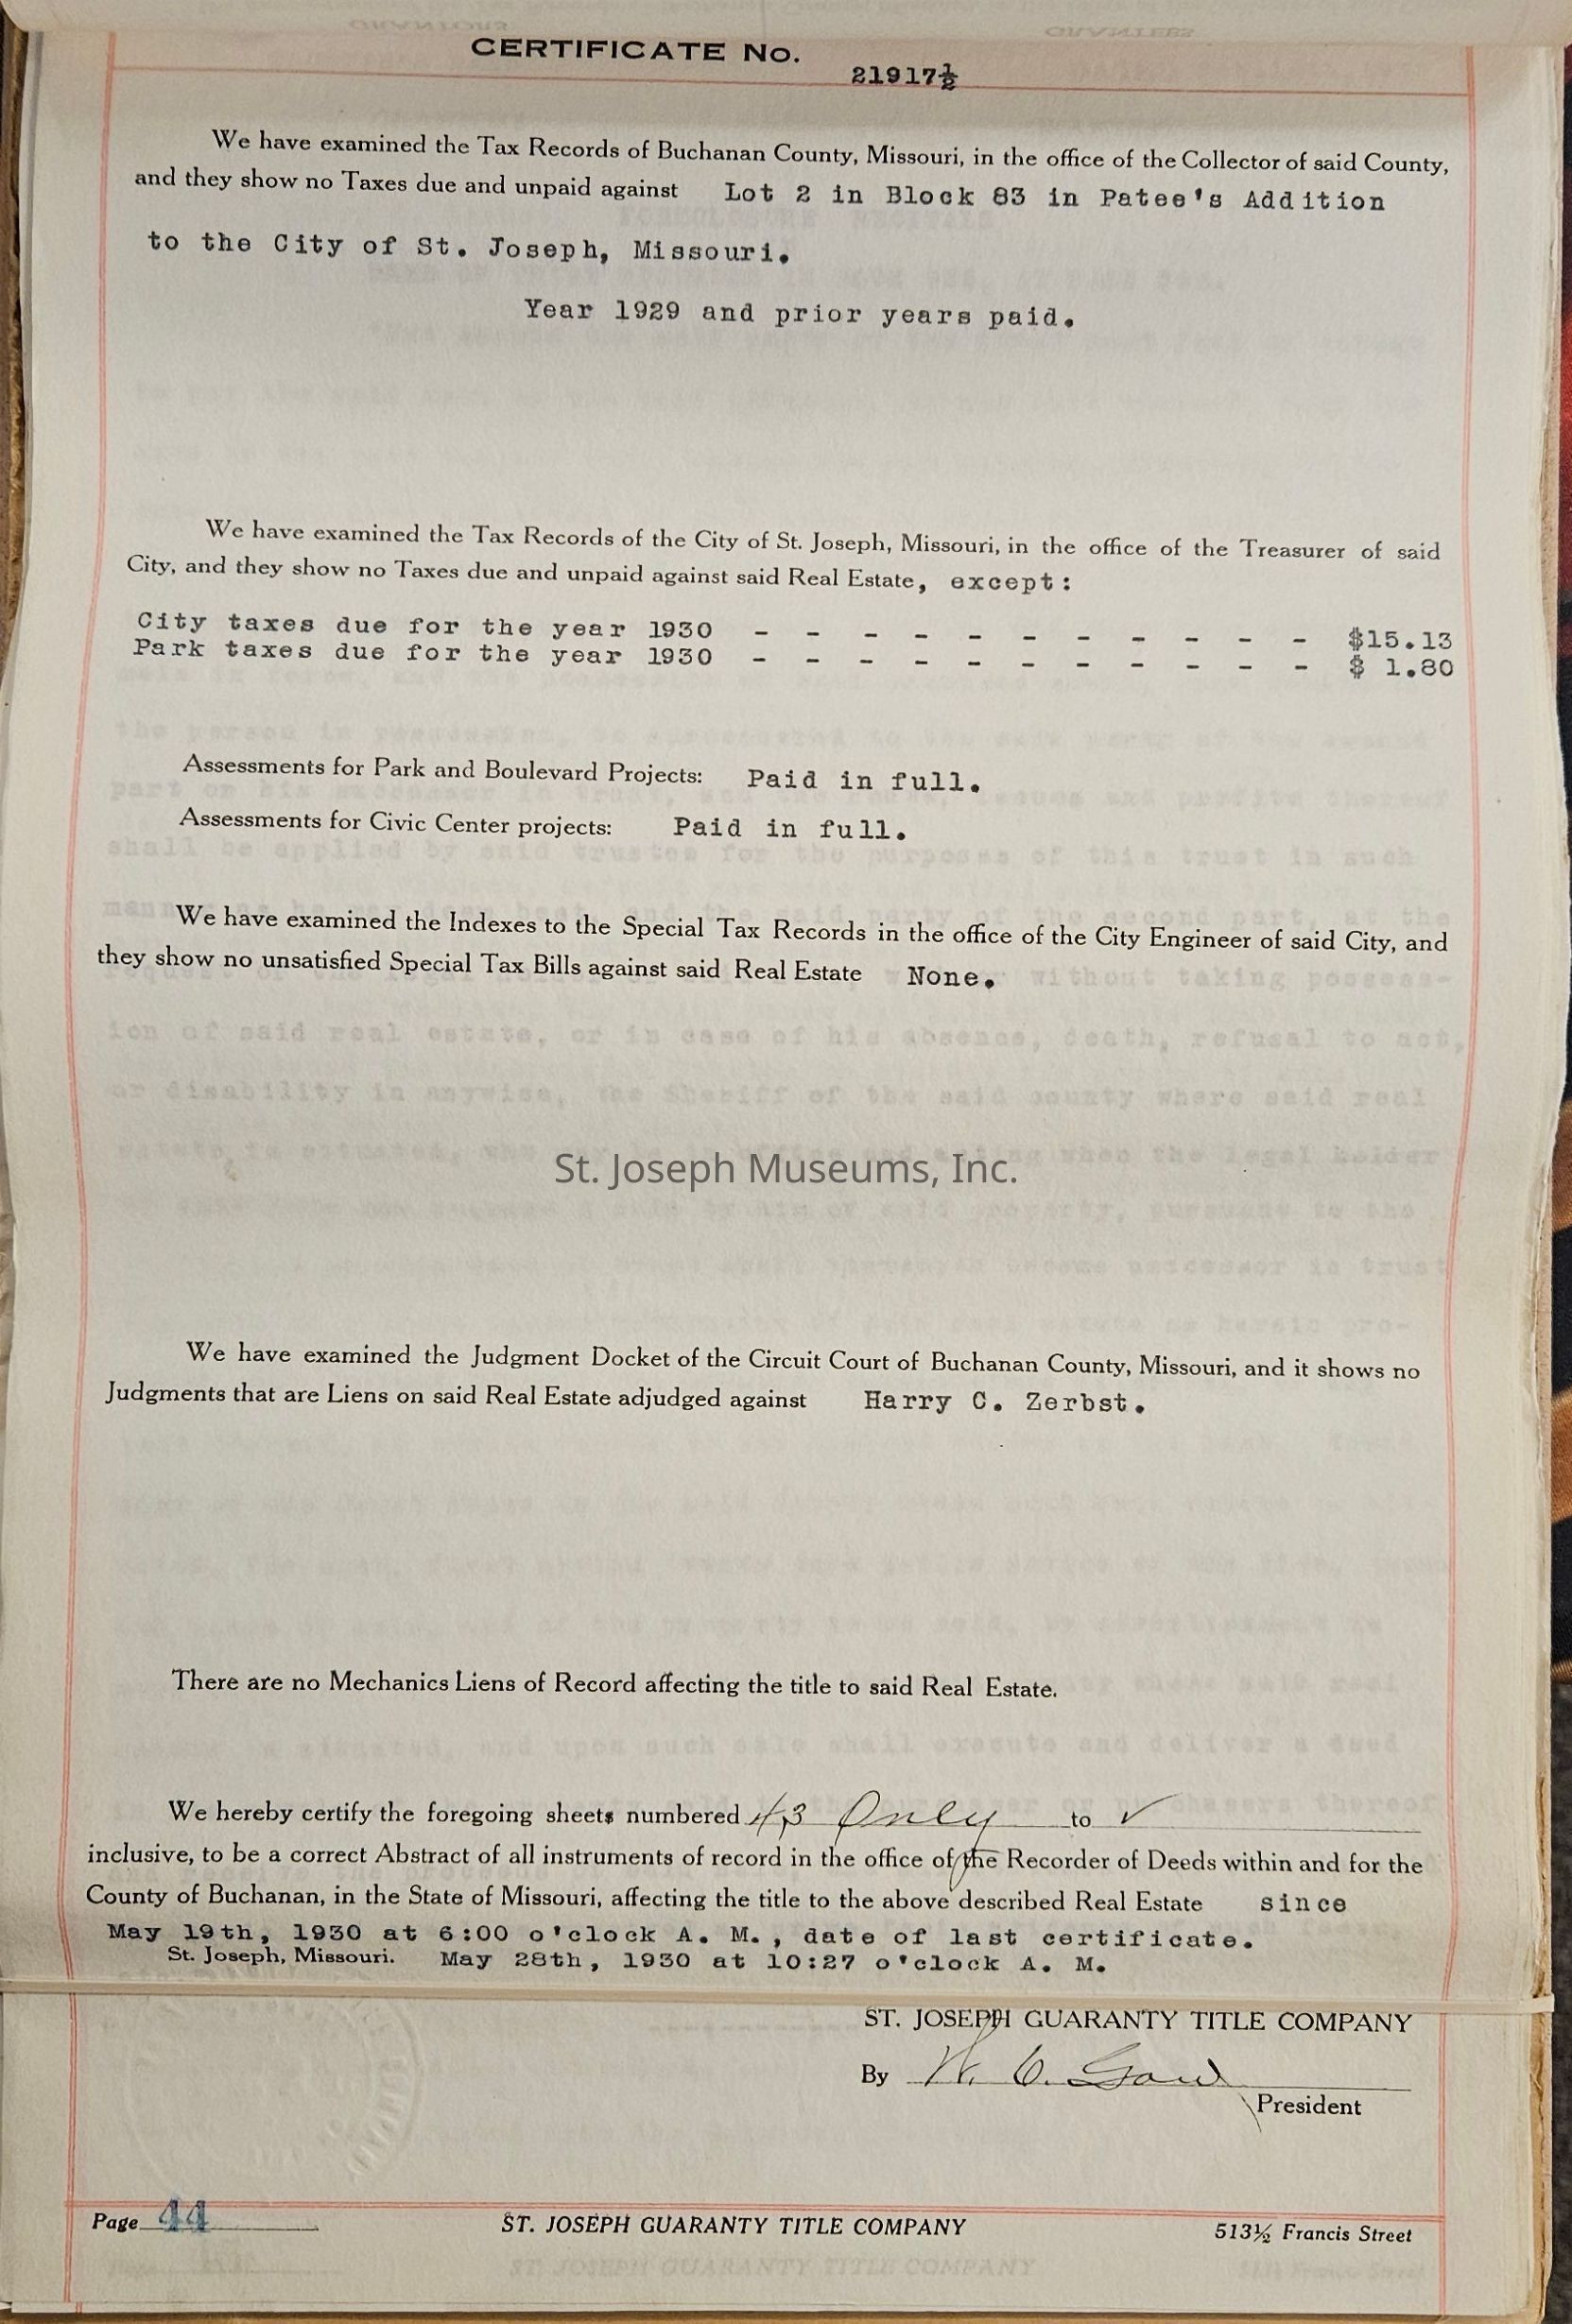 CERTIFICATE No.
21917½
We have examined the Tax Records of Buchanan County, Missouri, in the office of the Collector of said County,
and they show no Taxes due and unpaid against Lot 2 in Block 83 in Patee's Addition
to the City of St. Joseph, Missouri.
Year 1929 and prior years paid.
We have examined the Tax Records of the City of St. Joseph, Missouri, in the office of the Treasurer of said
City, and they show no Taxes due and unpaid against said Real Estate, except:
City taxes due for the year 1930 - - - - - - - - - - - $15.13
Park taxes due for the year 1930 - - - - - - - - - - - $ 1.80
Assessments for Park and Boulevard Projects: Paid in full.
Assessments for Civic Center projects: Paid in full.
We have examined the Indexes to the Special Tax Records in the office of the City Engineer of said City, and
they show no unsatisfied Special Tax Bills against said Real Estate None.
St. Joseph Museums, Inc.
We have examined the Judgment Docket of the Circuit Court of Buchanan County, Missouri, and it shows no
Judgments that are Liens on said Real Estate adjudged against Harry C. Zerbst.
There are no Mechanics Liens of Record affecting the title to said Real Estate.
We hereby certify the foregoing sheets numbered 43 Only to ✓
inclusive, to be a correct Abstract of all instruments of record in the office of the Recorder of Deeds within and for the
County of Buchanan, in the State of Missouri, affecting the title to the above described Real Estate since
May 19th, 1930 at 6:00 o'clock A. M., date of last certificate.
St. Joseph, Missouri. May 28th, 1930 at 10:27 o'clock A. M.
ST. JOSEPH GUARANTY TITLE COMPANY
By W. C.
President
Page 44
ST. JOSEPH GUARANTY TITLE COMPANY
513½ Francis Street